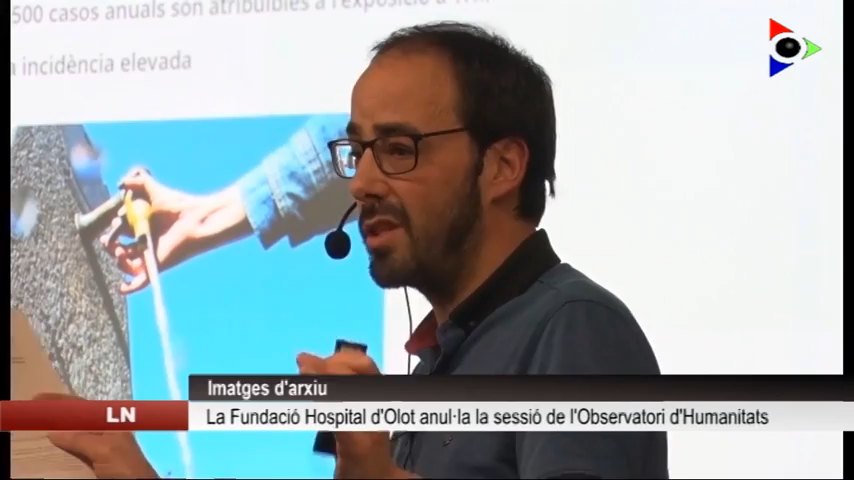 500 casos anuals són atribuïbles a l'exposició a
incidència elevada
Imatges d'arxiu
LN
La Fundació Hospital d'Olot anul·la la sessió de l'Observatori d'Humanitats